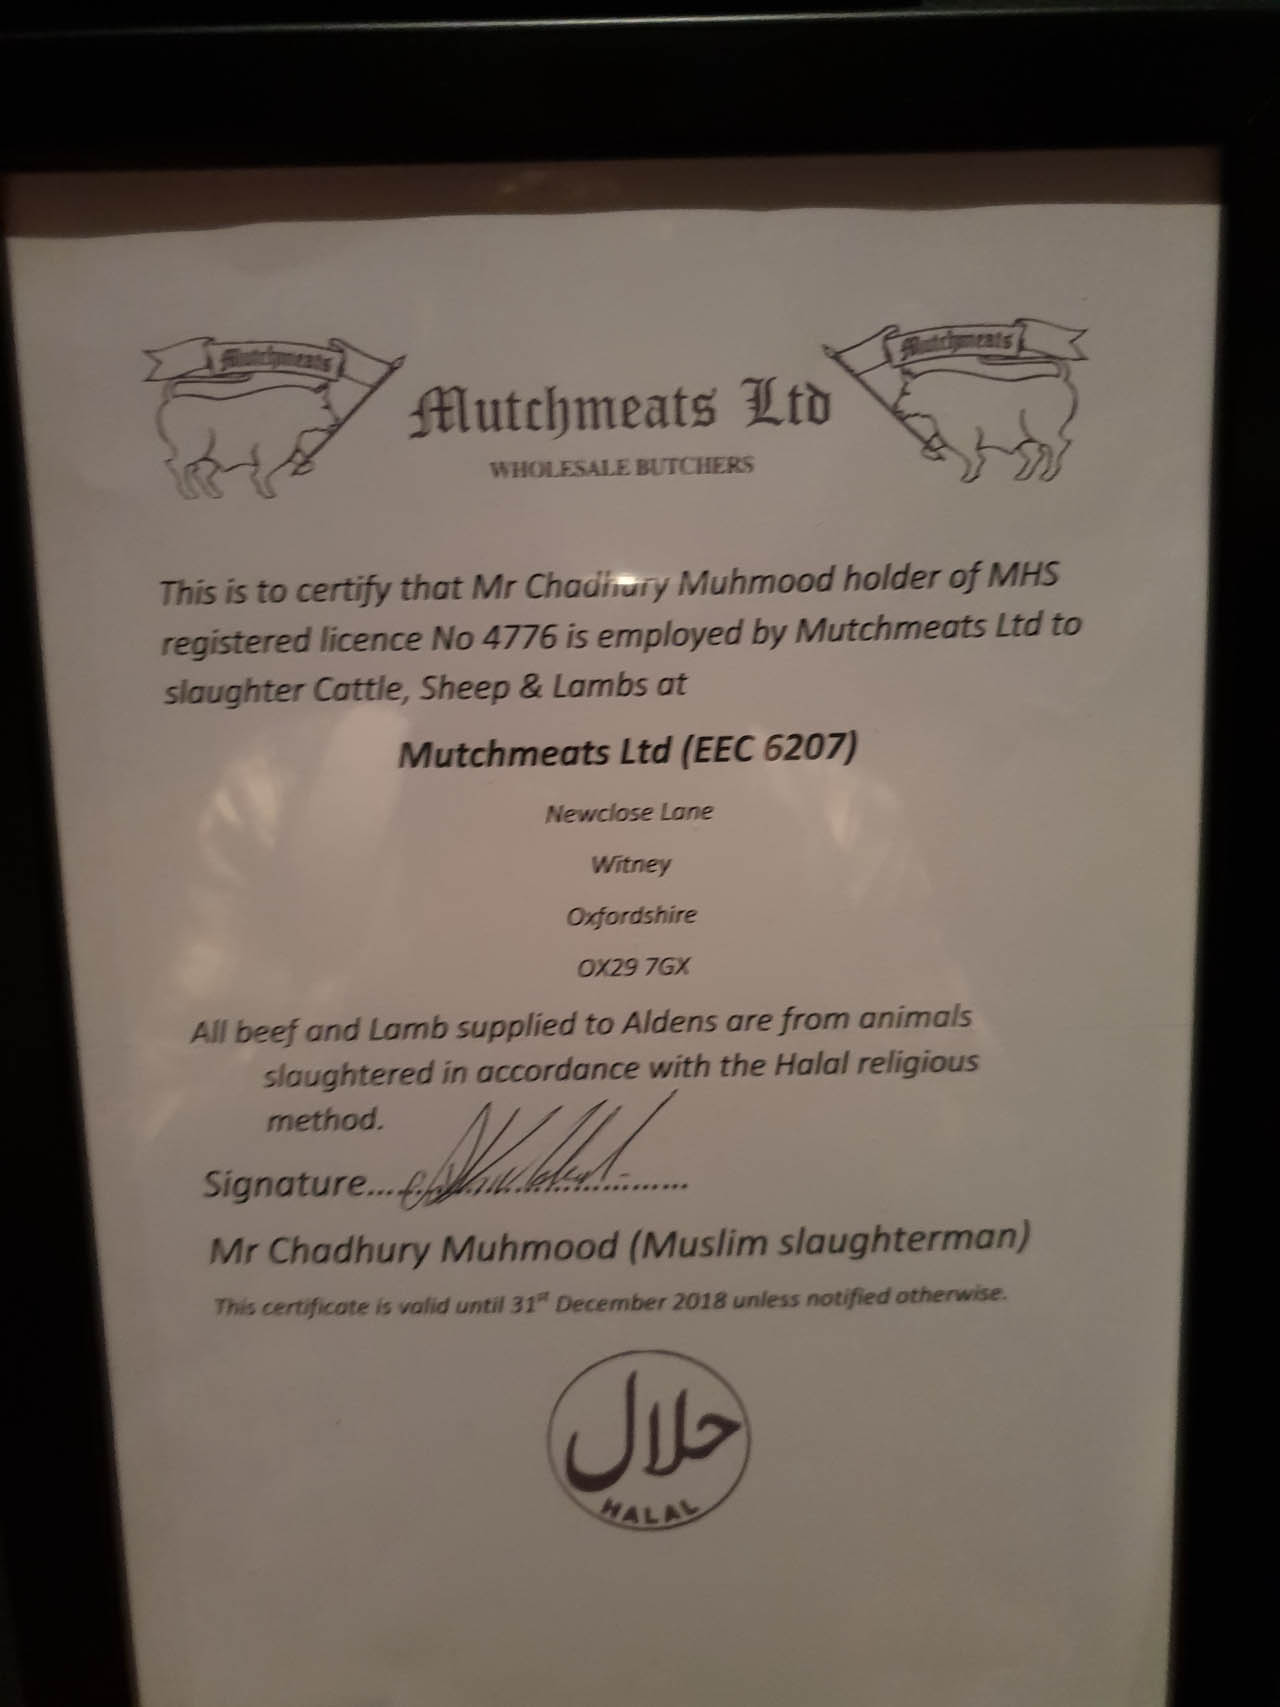 Mutchmeats
Mutchmeats
Mutchmeats Ltd
WHOLESALE BUTCHERS
This is to certify that Mr Chadhury Muhmood holder of MHS
registered licence No 4776 is employed by Mutchmeats Ltd to
slaughter Cattle, Sheep & Lambs at
Mutchmeats Ltd (EEC 6207)
Newclose Lane
Witney
Oxfordshire
OX29 7GX
All beef and Lamb supplied to Aldens are from animals
slaughtered in accordance with the Halal religious
method.
Signature.................................
Mr Chadhury Muhmood (Muslim slaughterman)
This certificate is valid until 31st December 2018 unless notified otherwise.
حلال
HALAL